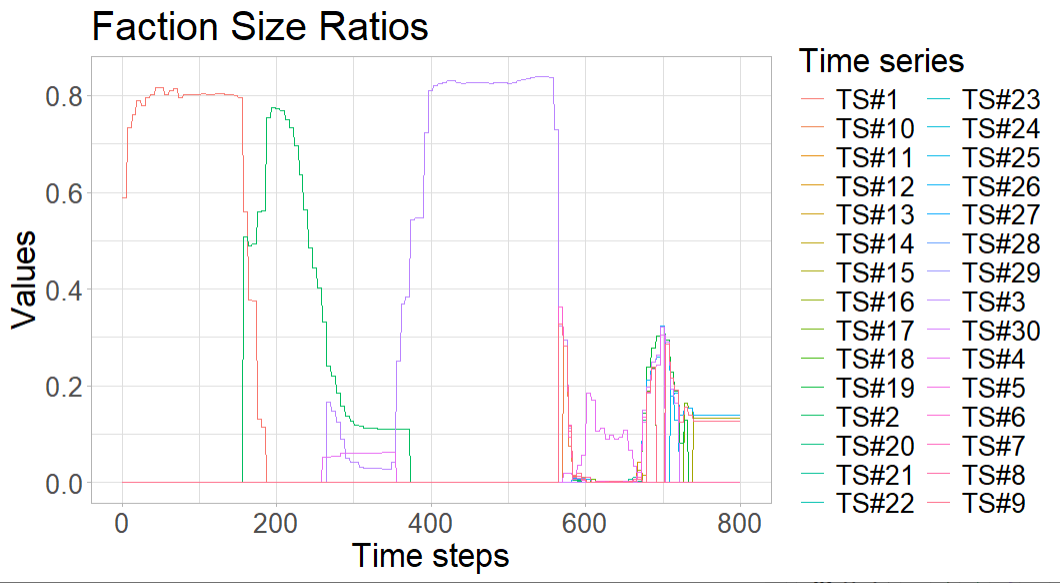 Faction Size Ratios
Values
0.8
0.6
0.4
0.2
0.0
0 200 400 600 800
Time steps
Time series
TS#1 TS#23
TS#10 TS#24
TS#11 TS#25
TS#12 TS#26
TS#13 TS#27
TS#14 TS#28
TS#15 TS#29
TS#16 TS#3
TS#17 TS#30
TS#18 TS#4
TS#19 TS#5
TS#2 TS#6
TS#20 TS#7
TS#21 TS#8
TS#22 TS#9